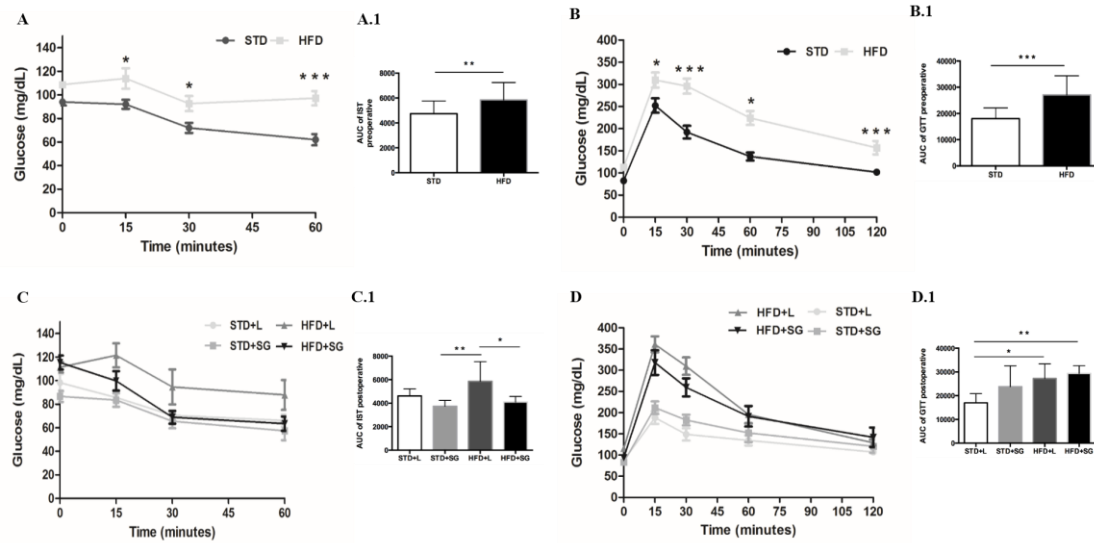 A
STD HFD
Glucose (mg/dL)
140
120
100
80
60
40
20
0
* * ***
0 15 30 45 60
Time (minutes)
A.1
AUC of IST
preoperative
8000
6000
4000
2000
0
**
STD HFD
B
STD HFD
Glucose (mg/dL)
400
350
300
250
200
150
100
50
0
* *** * ***
0 15 30 45 60 75 90 105 120
Time (minutes)
B.1
AUC of GTT preoperative
40000
30000
20000
10000
0
***
STD HFD
C
STD+L HFD+L
STD+SG HFD+SG
Glucose (mg/dL)
140
120
100
80
60
40
20
0
0 15 30 45 60
Time (minutes)
C.1
AUC of IST postoperative
8000
6000
4000
2000
0
** *
STD+L STD+SG HFD+L HFD+SG
D
HFD+L STD+L
HFD+SG STD+SG
Glucose (mg/dL)
400
350
300
250
200
150
100
50
0
0 15 30 45 60 75 90 105 120
Time (minutes)
D.1
AUC of GTT postoperative
40000
30000
20000
10000
0
**
*
STD+L STD+SG HFD+L HFD+SG